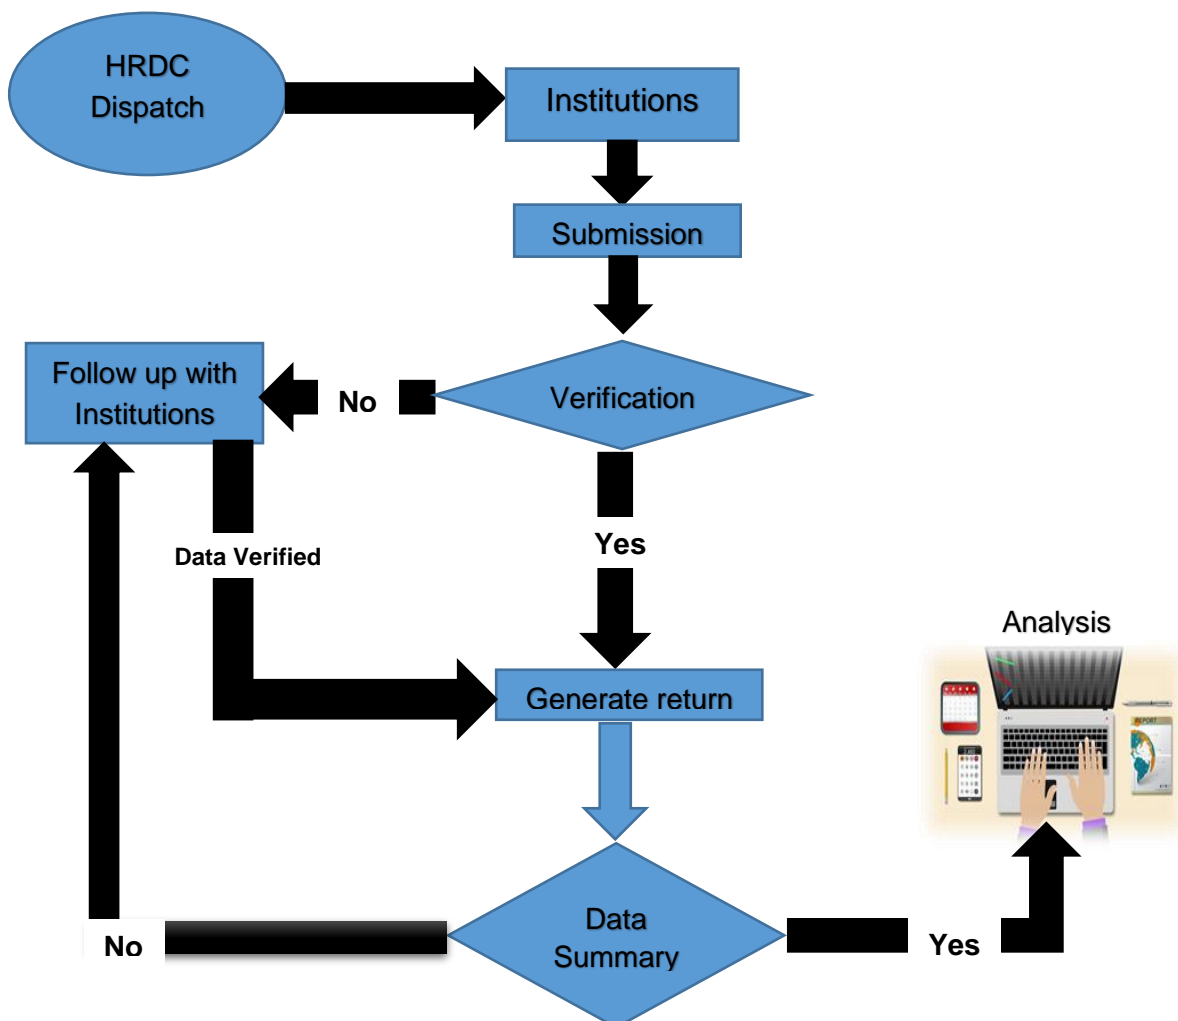 HRDC
Dispatch
Institutions
Submission
Follow up with
Institutions
No
Verification
Data Verified
Yes
Analysis
REPORT
Generate return
Data
Summary
No
Yes